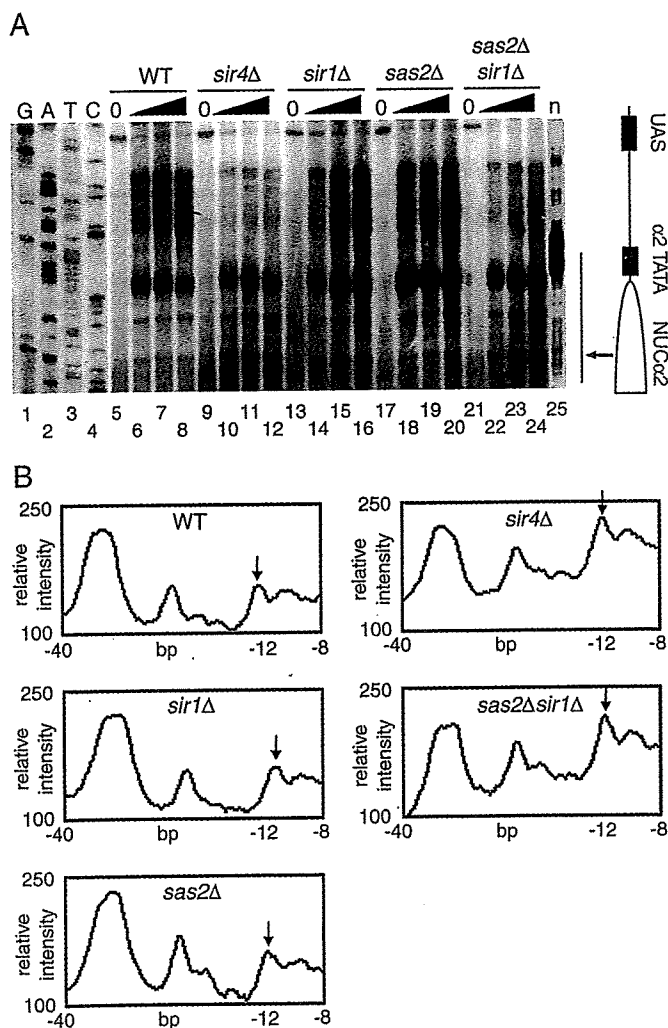 A
WT sir4Δ sir1Δ sas2Δ sas2Δ sir1Δ
G A T C 0 0 0 0 0 n
UAS
α2 TATA
NUCα2
1 3 5 7 9 11 13 15 17 19 21 23 25
2 4 6 8 10 12 14 16 18 20 22 24
B
250
relative intensity
100
WT
-40 bp -12 -8
250
relative intensity
100
sir4Δ
-40 bp -12 -8
250
relative intensity
100
sir1Δ
-40 bp -12 -8
250
relative intensity
100
sas2Δsir1Δ
-40 bp -12 -8
250
relative intensity
100
sas2Δ
-40 bp -12 -8